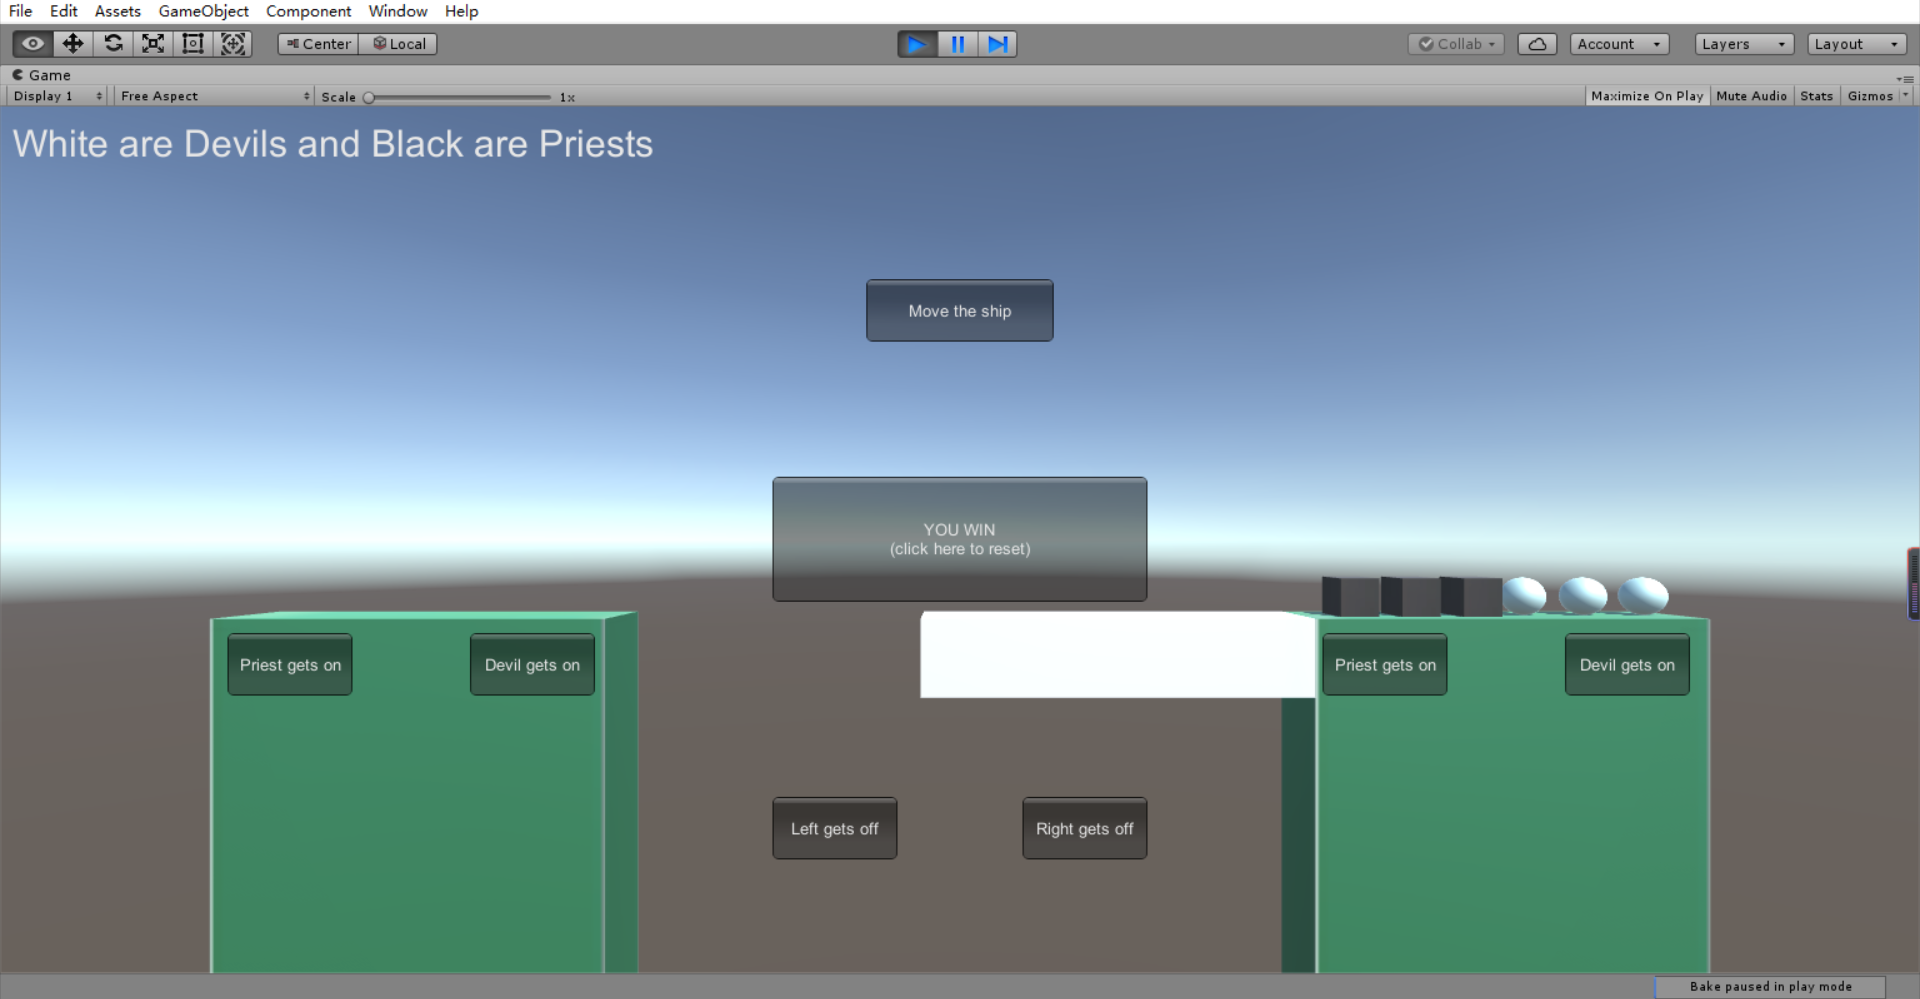 File Edit Assets GameObject Component Window Help
Center Local Collab Account Layers Layout
Game
Display 1 Free Aspect Scale 1x Maximize On Play Mute Audio Stats Gizmos
White are Devils and Black are Priests
Move the ship
YOU WIN
(click here to reset)
Priest gets on Devil gets on Priest gets on Devil gets on
Left gets off Right gets off
Bake paused in play mode